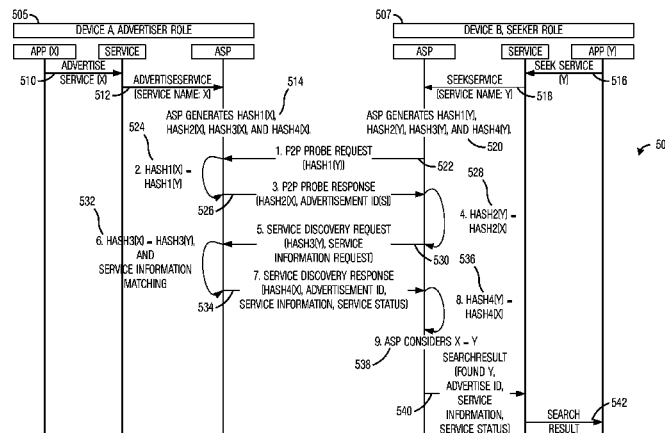 505
DEVICE A, ADVERTISER ROLE
507
DEVICE B, SEEKER ROLE
APP (X)
SERVICE
ASP
ASP
SERVICE
APP (Y)
ADVERTISE
SERVICE (X)
510
512
ADVERTISESERVICE
(SERVICE NAME: X)
514
SEEKSERVICE
(SERVICE NAME: Y)
518
SEEK SERVICE
(Y)
516
ASP GENERATES HASH1(X),
HASH2(X), HASH3(X), AND HASH4(X).
ASP GENERATES HASH1(Y),
HASH2(Y), HASH3(Y), AND HASH4(Y).
520
524
1. P2P PROBE REQUEST
(HASH1(Y))
522
2. HASH1(X) =
HASH1(Y)
50
526
3. P2P PROBE RESPONSE
(HASH2(X), ADVERTISEMENT ID(S))
528
4. HASH2(Y) =
HASH2(X)
532
5. SERVICE DISCOVERY REQUEST
(HASH3(Y), SERVICE
INFORMATION REQUEST)
530
6. HASH3(X) = HASH3(Y),
AND
SERVICE INFORMATION
MATCHING
534
7. SERVICE DISCOVERY RESPONSE
(HASH4(X), ADVERTISEMENT ID,
SERVICE INFORMATION, SERVICE STATUS)
536
8. HASH4(Y) =
HASH4(X)
9. ASP CONSIDERS X = Y
538
SEARCHRESULT
(FOUND Y,
ADVERTISE ID,
SERVICE
INFORMATION,
SERVICE STATUS)
540
542
SEARCH
RESULT